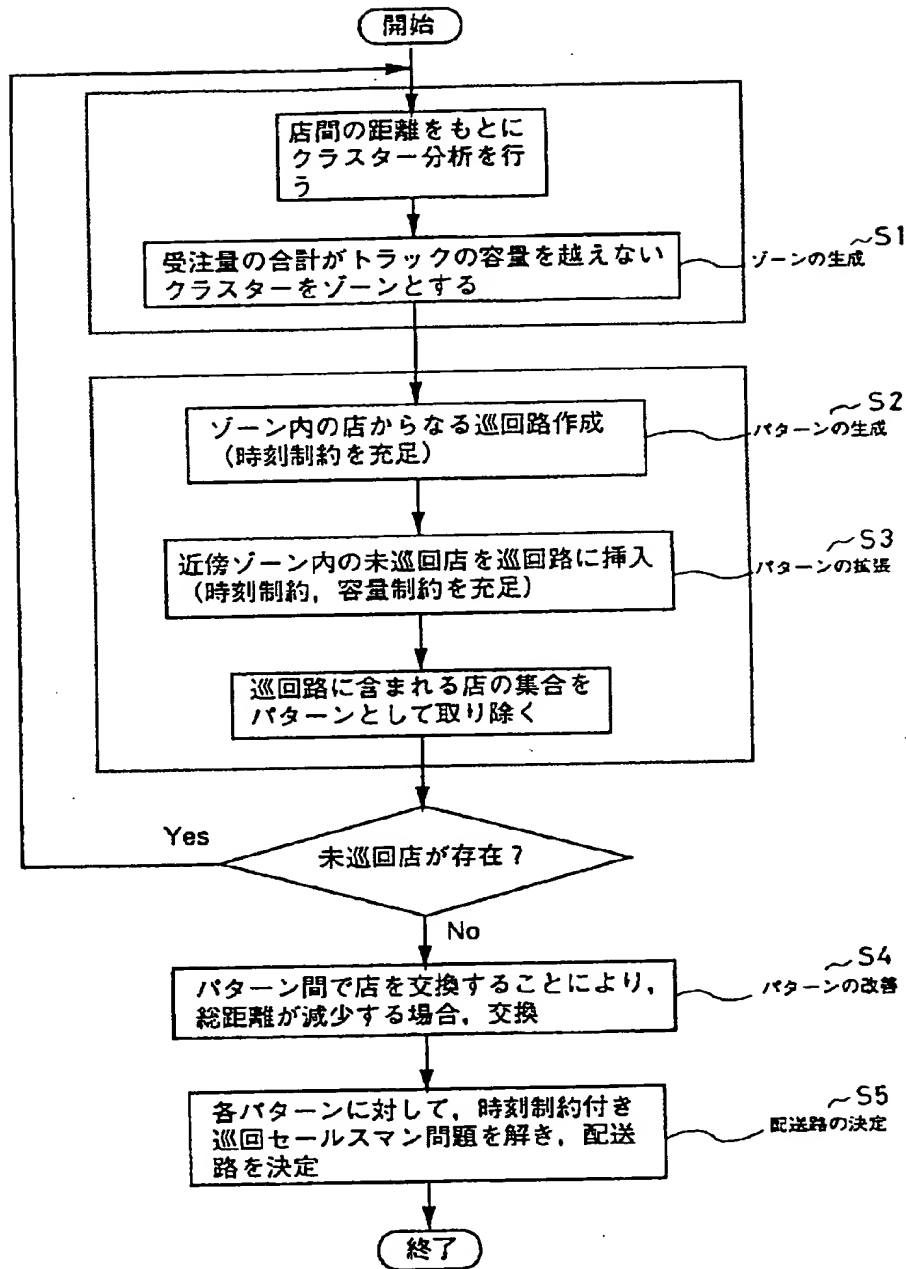 開始
店間の距離をもとに
クラスター分析を行
う
受注量の合計がトラックの容量を越えない
クラスターをゾーンとする
~S1
ゾーンの生成
ゾーン内の店からなる巡回路作成
(時刻制約を充足)
~S2
パターンの生成
近傍ゾーン内の未巡回店を巡回路に挿入
(時刻制約,容量制約を充足)
~S3
パターンの拡張
巡回路に含まれる店の集合を
パターンとして取り除く
Yes
未巡回店が存在?
No
パターン間で店を交換することにより,
総距離が減少する場合,交換
~S4
パターンの改善
各パターンに対して,時刻制約付き
巡回セールスマン問題を解き,配送
路を決定
~S5
配送路の決定
終了